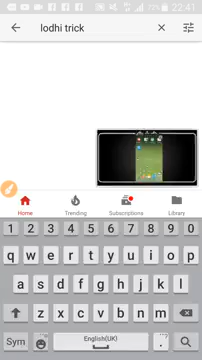 77% 22:41
lodhi trick
Home Trending Subscriptions Library
1 2 3 4 5 6 7 8 9 0
q w e r t y u i o p
a s d f g h j k l
z x c v b n m
Sym English(UK) .